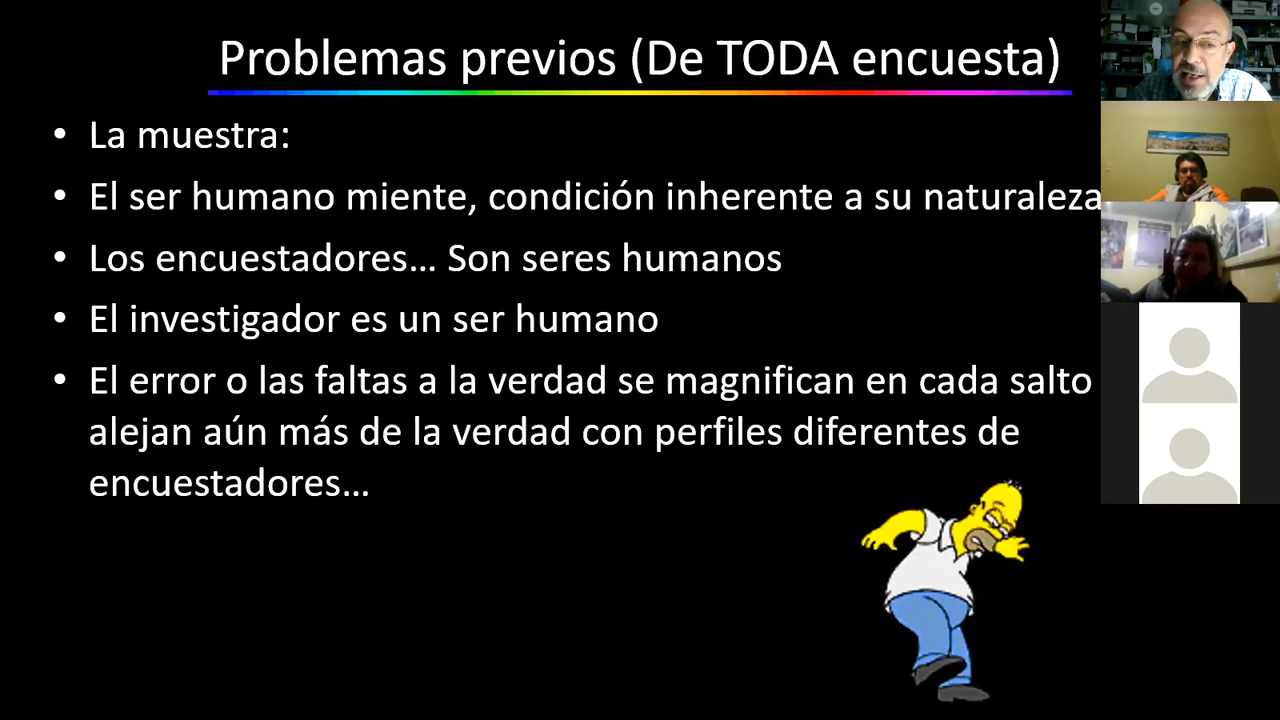 Problemas previos (De TODA encuesta)
• La muestra:
• El ser humano miente, condición inherente a su naturaleza
• Los encuestadores… Son seres humanos
• El investigador es un ser humano
• El error o las faltas a la verdad se magnifican en cada salto
alejan aún más de la verdad con perfiles diferentes de
encuestadores…